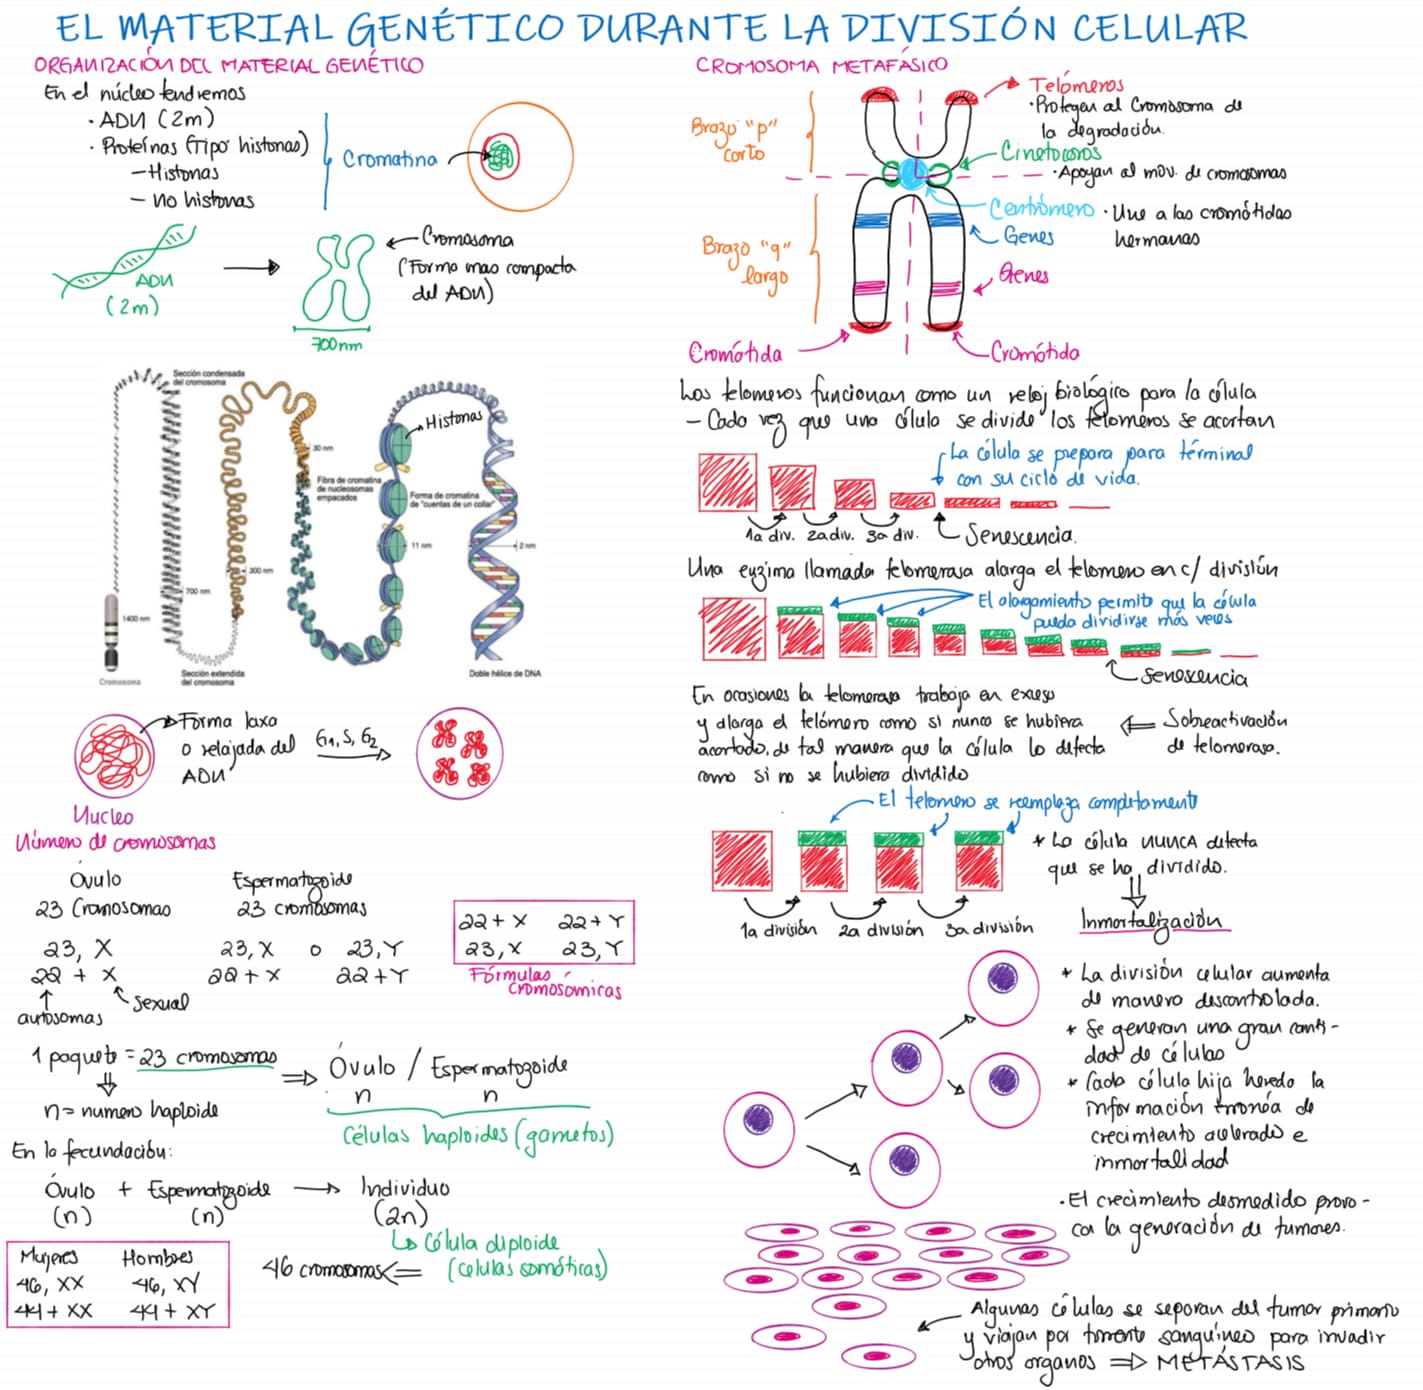 EL MATERIAL GENÉTICO DURANTE LA DIVISIÓN CELULAR
ORGANIZACIÓN DEL MATERIAL GENÉTICO
En el núcleo tendremos
· ADN (2m)
· Proteínas (Tipo histonas)
— Histonas
— no histonas
Cromatina
ADN
(2m)
Cromosoma
(Forma mas compacta
del ADN)
700nm
Sección condensada
del cromosoma
Histonas
30 nm
Fibra de cromatina
de nucleosomas
empacados
Forma de cromatina
de "cuentas de un collar"
11 nm
2 nm
300 nm
700 nm
1400 nm
Cromosoma
Sección extendida
del cromosoma
Doble hélice de DNA
Forma laxa
o relajada del
ADN
G1, S, G2
Nucleo
Número de cromosomas
Óvulo
23 Cromosomas
23, X
22 + X
autosomas
Sexual
Espermatozoide
23 cromosomas
23, X o 23, Y
22+X 22+Y
22+X 22+Y
23, X 23, Y
Fórmulas
cromosomicas
1 paquete = 23 cromosomas
n= numero haploide
Óvulo / Espermatozoide
n n
Células haploides (gametos)
En la fecundación:
Óvulo + Espermatozoide → Individuo
(n) (n) (2n)
Célula diploide
(celulas somáticas)
46 cromosomas
Mujeres Hombres
46, XX 46, XY
44+XX 44+XY
CROMOSOMA METAFÁSICO
Brazo "p"
corto
Brazo "q"
largo
Telómeros
· Protegen al cromosoma de
la degradación.
Cinetocoros
· Apoyan al mov. de cromosomas
Centrómero · Une a las cromátidas
hermanas
Genes
Genes
Cromátida
Cromátida
Los telomeros funcionan como un reloj biológico para la célula
— Cada vez que una célula se divide los telomeros se acortan
La célula se prepara para términal
con su ciclo de vida.
1a div. 2a div. 3a div.
Senescencia.
Una enzima llamada telomerasa alarga el telomero en c/ división
El alargamiento permite que la célula
pueda dividirse más veces
Senescencia
En ocasiones la telomerasa trabaja en exceso
y alarga el telómero como si nunca se hubiera
acortado, de tal manera que la célula lo detecta
como si no se hubiera dividido
Sobreactivación
de telomerasa.
El telomero se reemplaza completamente
1a división 2a división 3a división
* La célula NUNCA detecta
que se ha dividido.
Inmortalización
* La división celular aumenta
de manera descontrolada.
* Se generan una gran canti-
dad de células
* Cada célula hija hereda la
información erronéa de
crecimiento acelerado e
inmortalidad
· El crecimiento desmedido provo-
ca la generación de tumores.
Algunas células se separan del tumor primario
y viajan por torrente sanguíneo para invadir
otros organos ⇒ METÁSTASIS